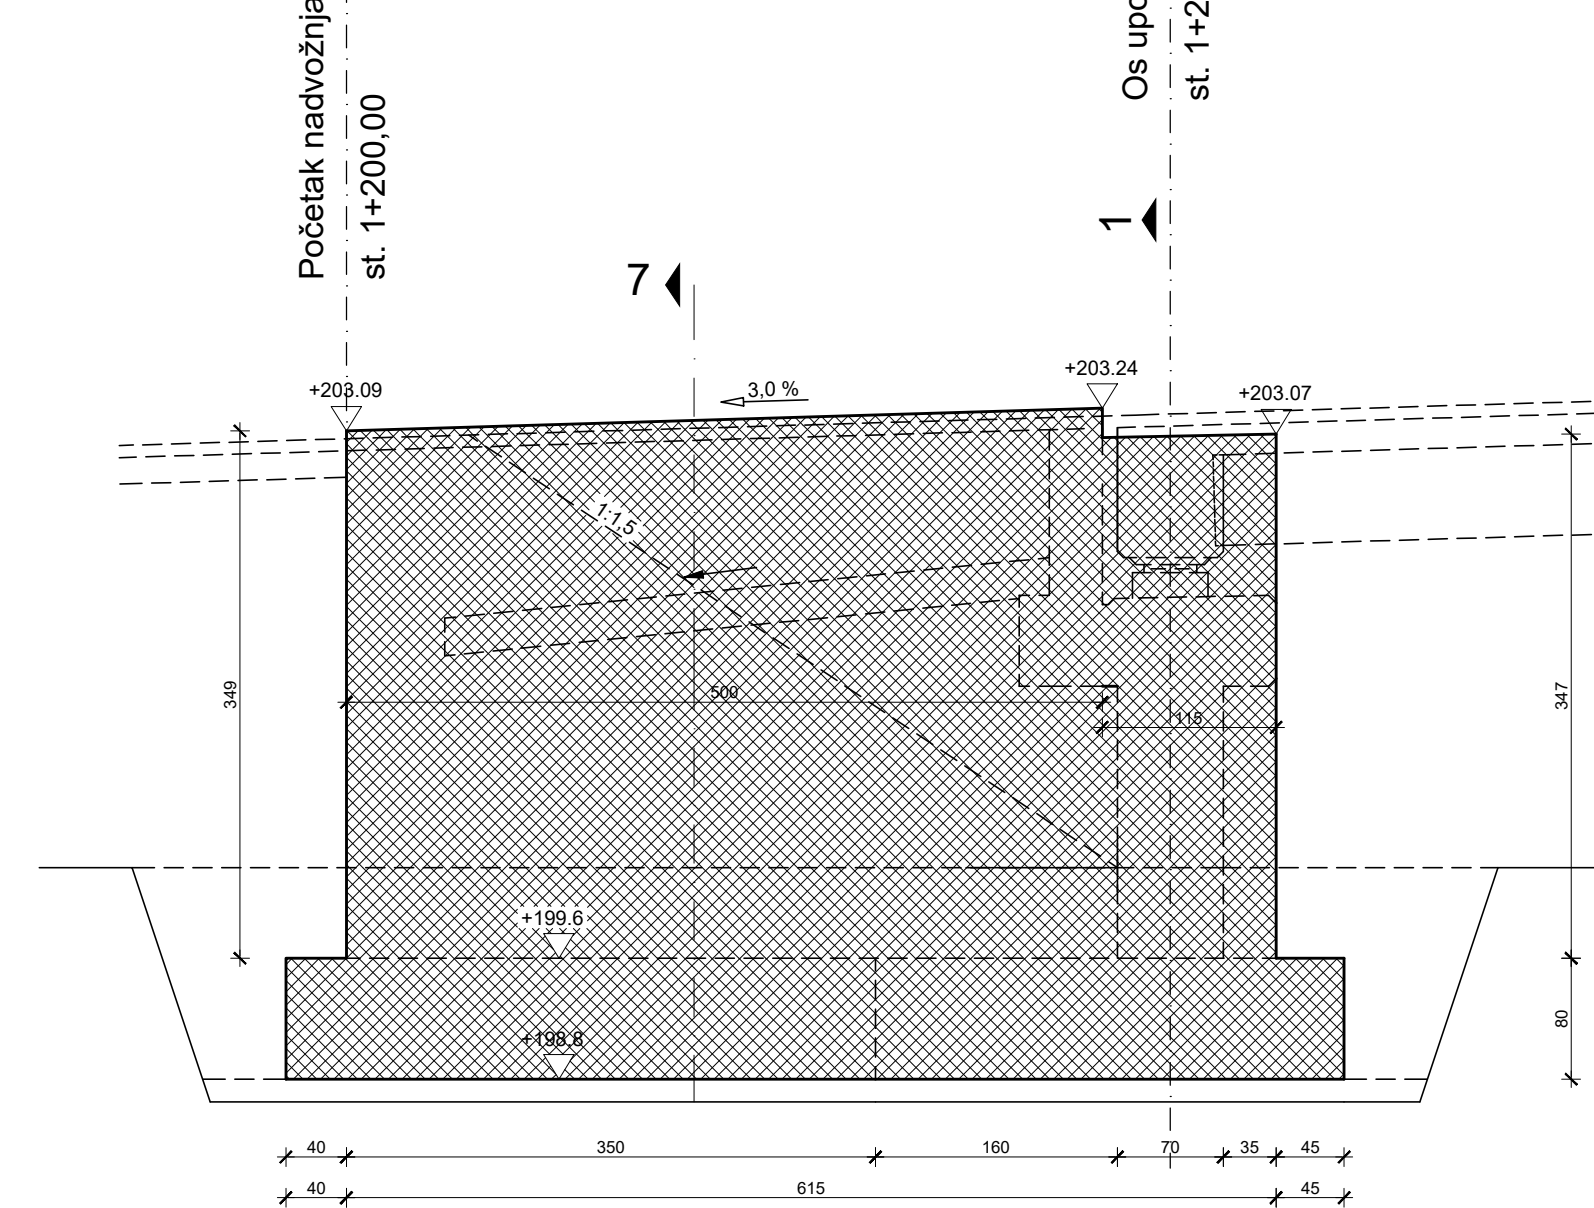 Početak nadvožnja
st. 1+200,00
Os upo
st. 1+2
1
7
+203.09
3,0 %
+203.24
+203.07
1:1,5
349
500
115
347
+199.6
+198.8
80
40 350 160 70 35 45
40 615 45